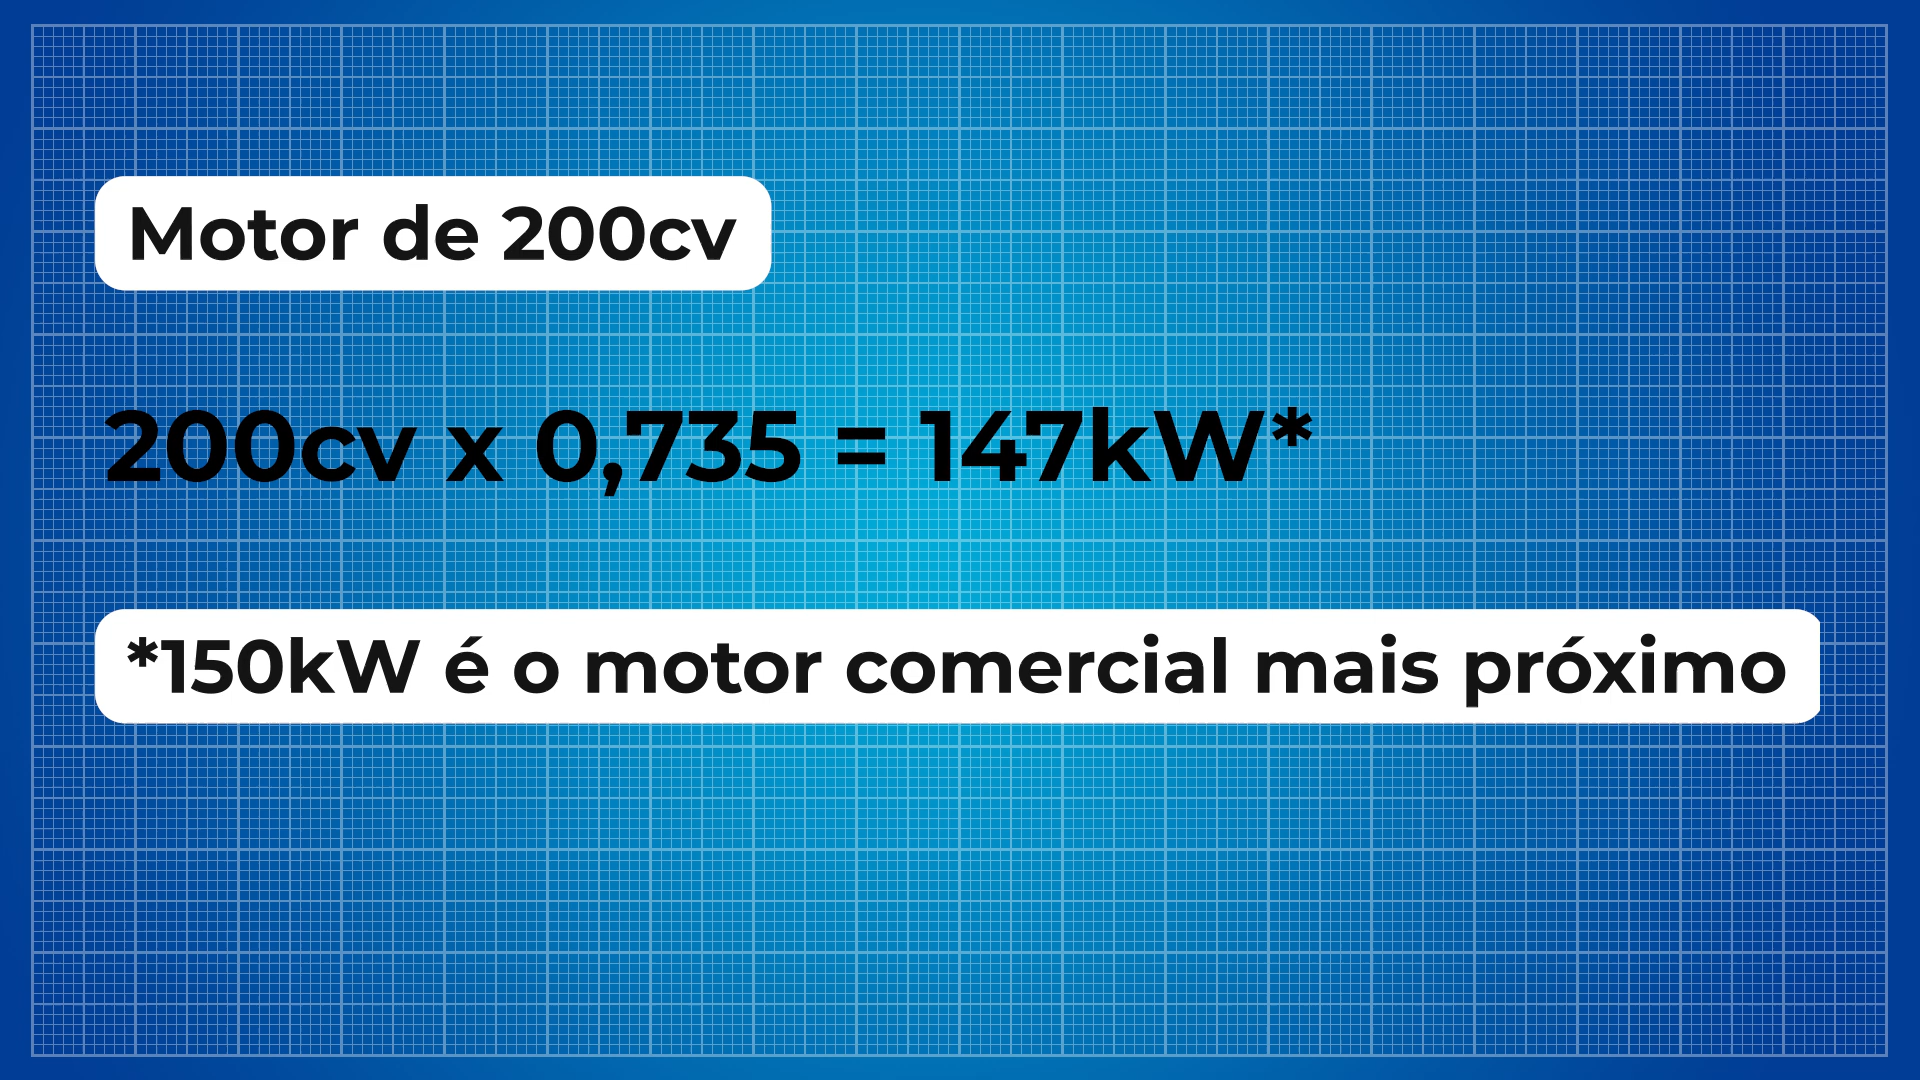 Motor de 200cv
200cv x 0,735 = 147kW*
*150kW é o motor comercial mais próximo